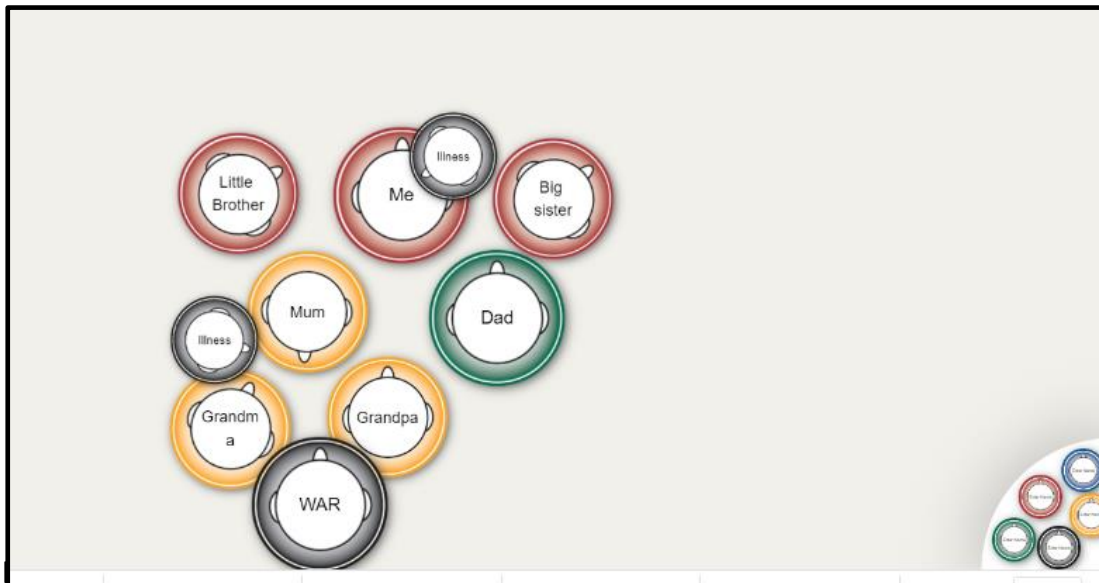 Illness
Little
Brother
Me
Big
sister
Mum
Dad
Illness
Grandm
a
Grandpa
WAR